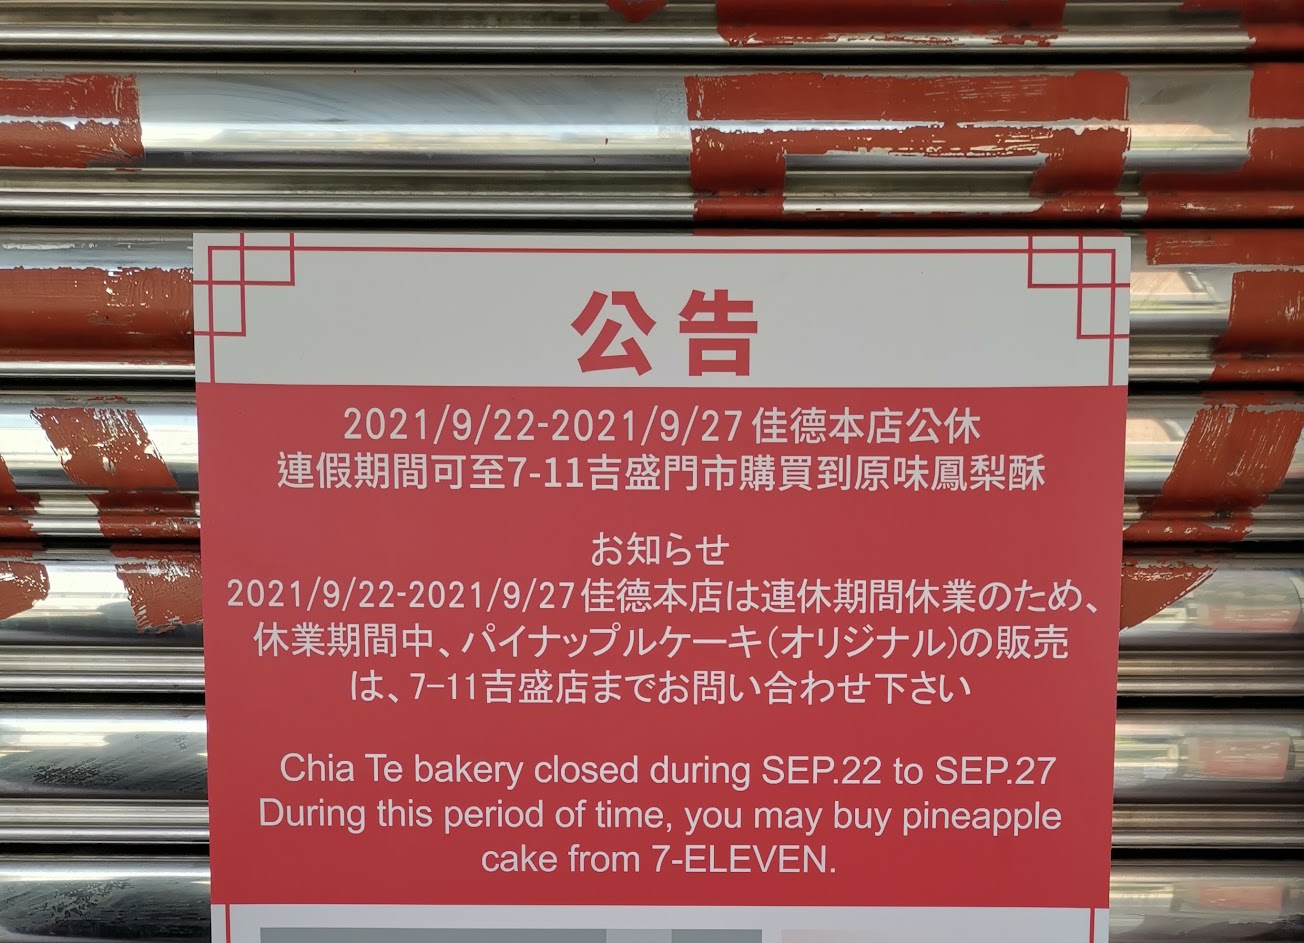 公告
2021/9/22-2021/9/27佳德本店公休
連假期間可至7-11吉盛門市購買到原味鳳梨酥
お知らせ
2021/9/22-2021/9/27佳德本店は連休期間休業のため、
休業期間中、パイナップルケーキ(オリジナル)の販売
は、7-11吉盛店までお問い合わせ下さい
Chia Te bakery closed during SEP.22 to SEP.27
During this period of time, you may buy pineapple
cake from 7-ELEVEN.